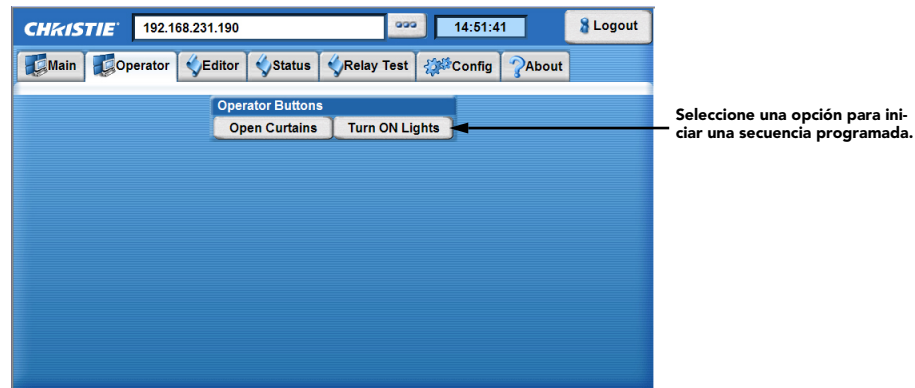 CHRISTIE 192.168.231.190 14:51:41 Logout
Main Operator Editor Status Relay Test Config About
Operator Buttons
Open Curtains Turn ON Lights
Seleccione una opción para ini-
ciar una secuencia programada.